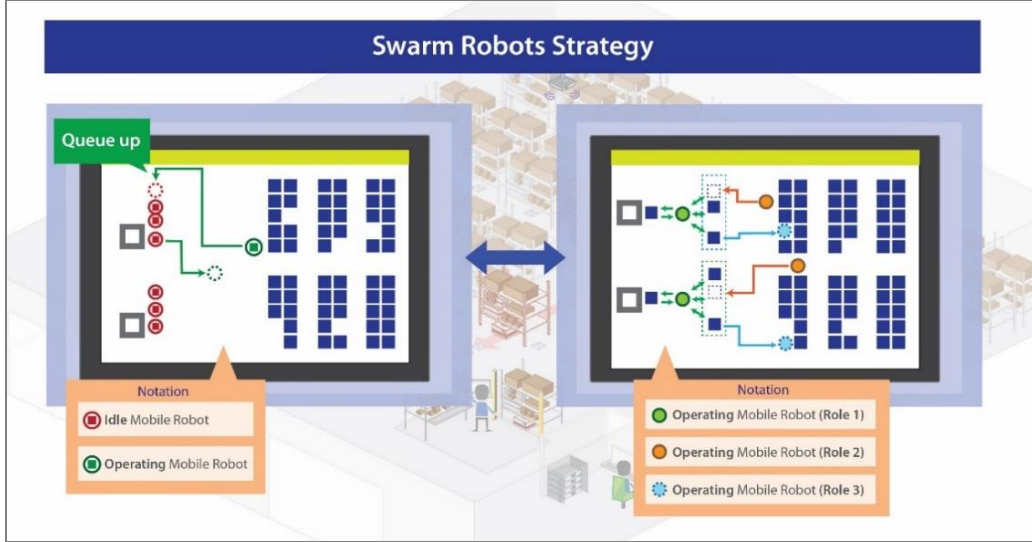 Swarm Robots Strategy
Queue up
Notation
Idle Mobile Robot
Operating Mobile Robot
Notation
Operating Mobile Robot (Role 1)
Operating Mobile Robot (Role 2)
Operating Mobile Robot (Role 3)